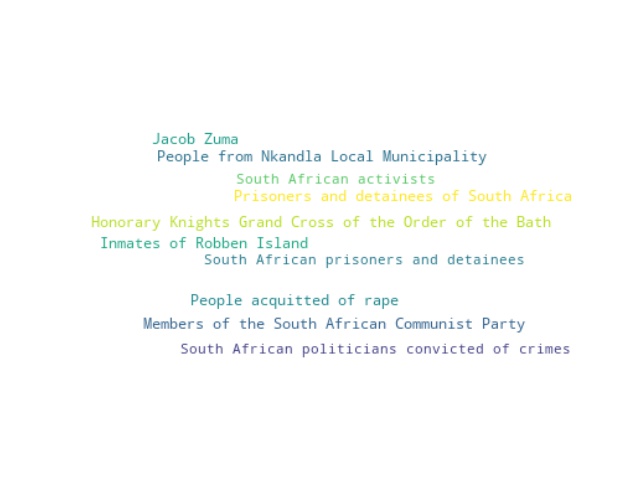 Jacob Zuma
People from Nkandla Local Municipality
South African activists
Prisoners and detainees of South Africa
Honorary Knights Grand Cross of the Order of the Bath
Inmates of Robben Island
South African prisoners and detainees
People acquitted of rape
Members of the South African Communist Party
South African politicians convicted of crimes